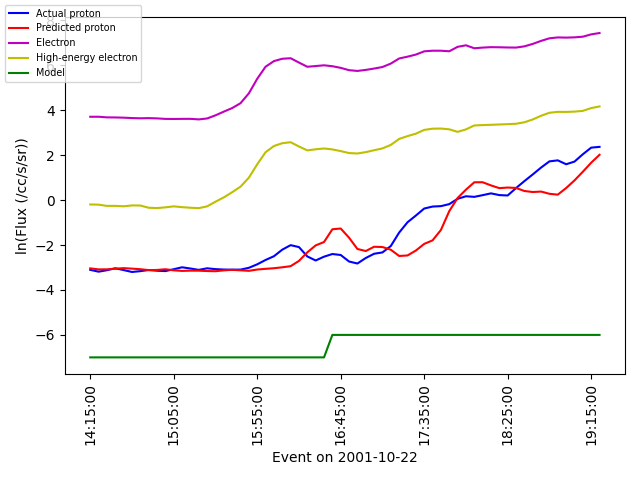 Actual proton
Predicted proton
Electron
High-energy electron
Model
4
2
0
−2
−4
−6
ln(Flux (/cc/s/sr))
14:15:00
15:05:00
15:55:00
16:45:00
17:35:00
18:25:00
19:15:00
Event on 2001-10-22